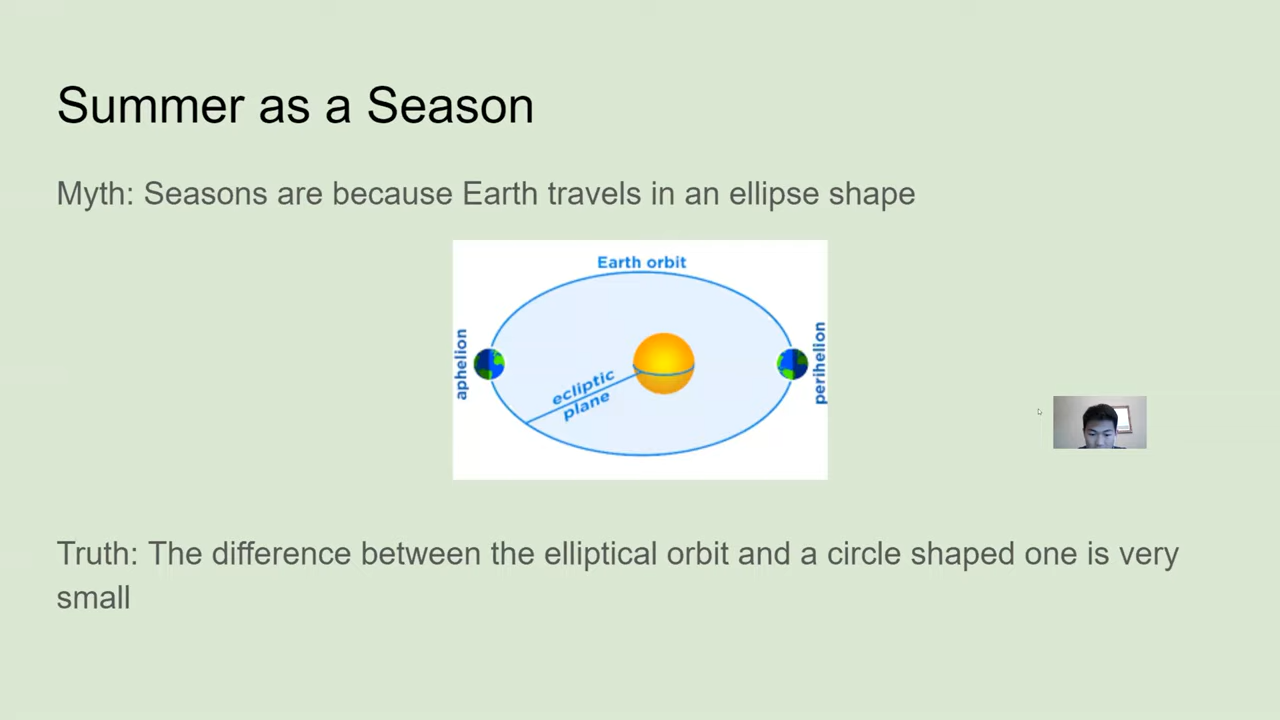 Summer as a Season
Myth: Seasons are because Earth travels in an ellipse shape
Earth orbit
aphelion
ecliptic
plane
perihelion
Truth: The difference between the elliptical orbit and a circle shaped one is very
small